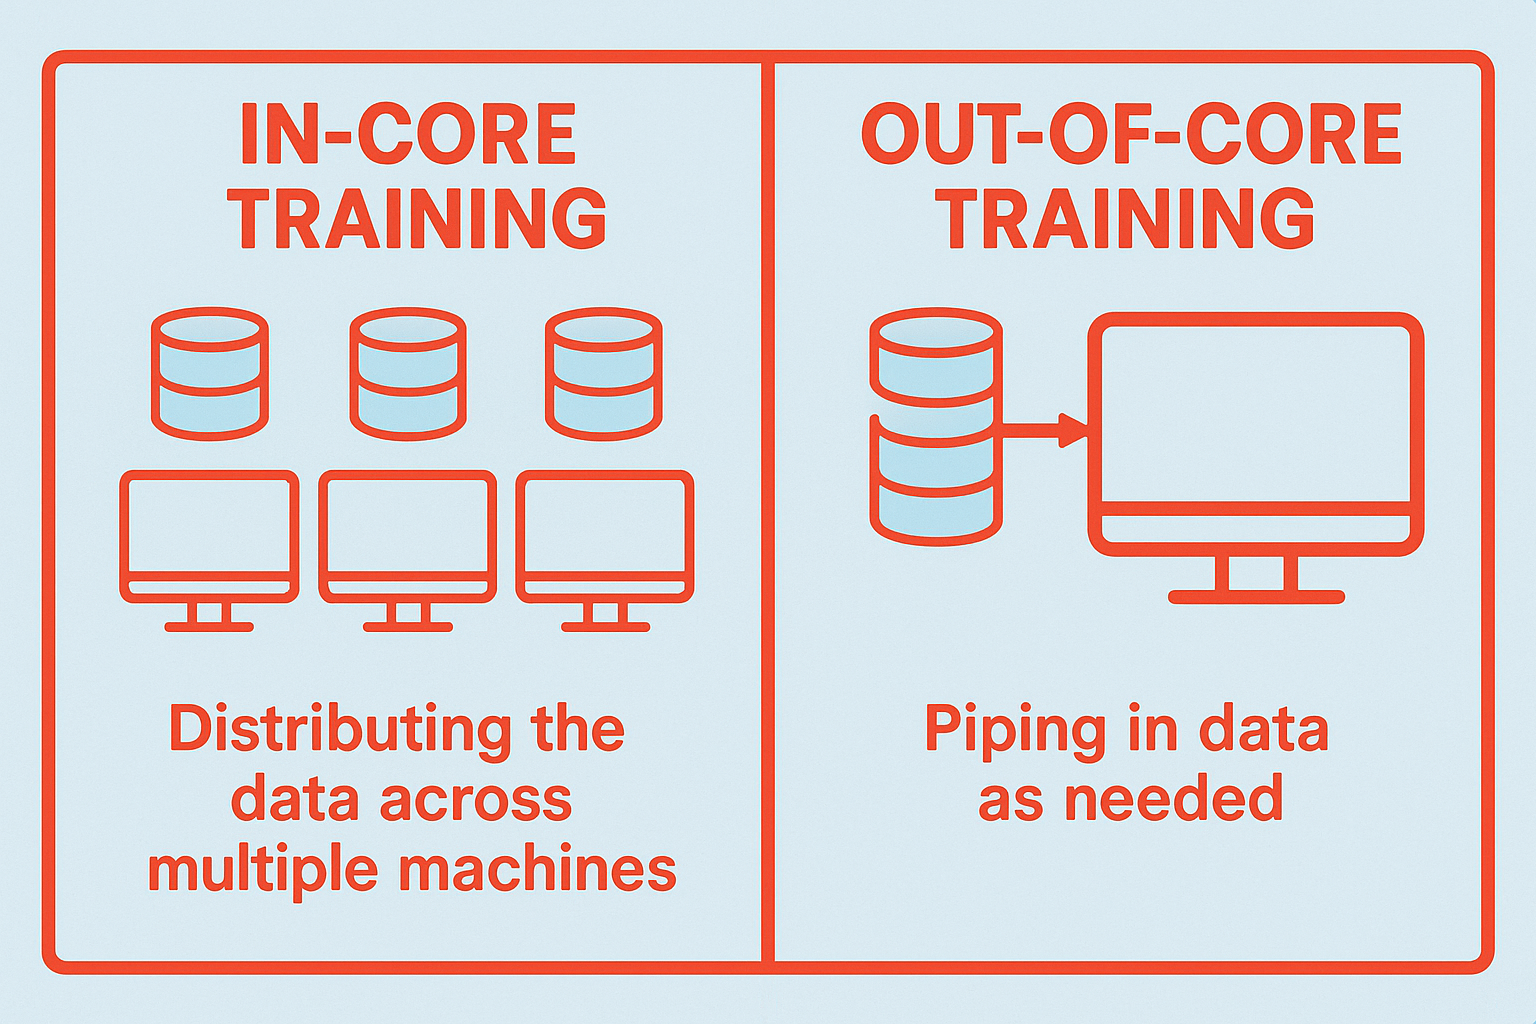 IN-CORE
TRAINING
Distributing the
data across
multiple machines
OUT-OF-CORE
TRAINING
Piping in data
as needed